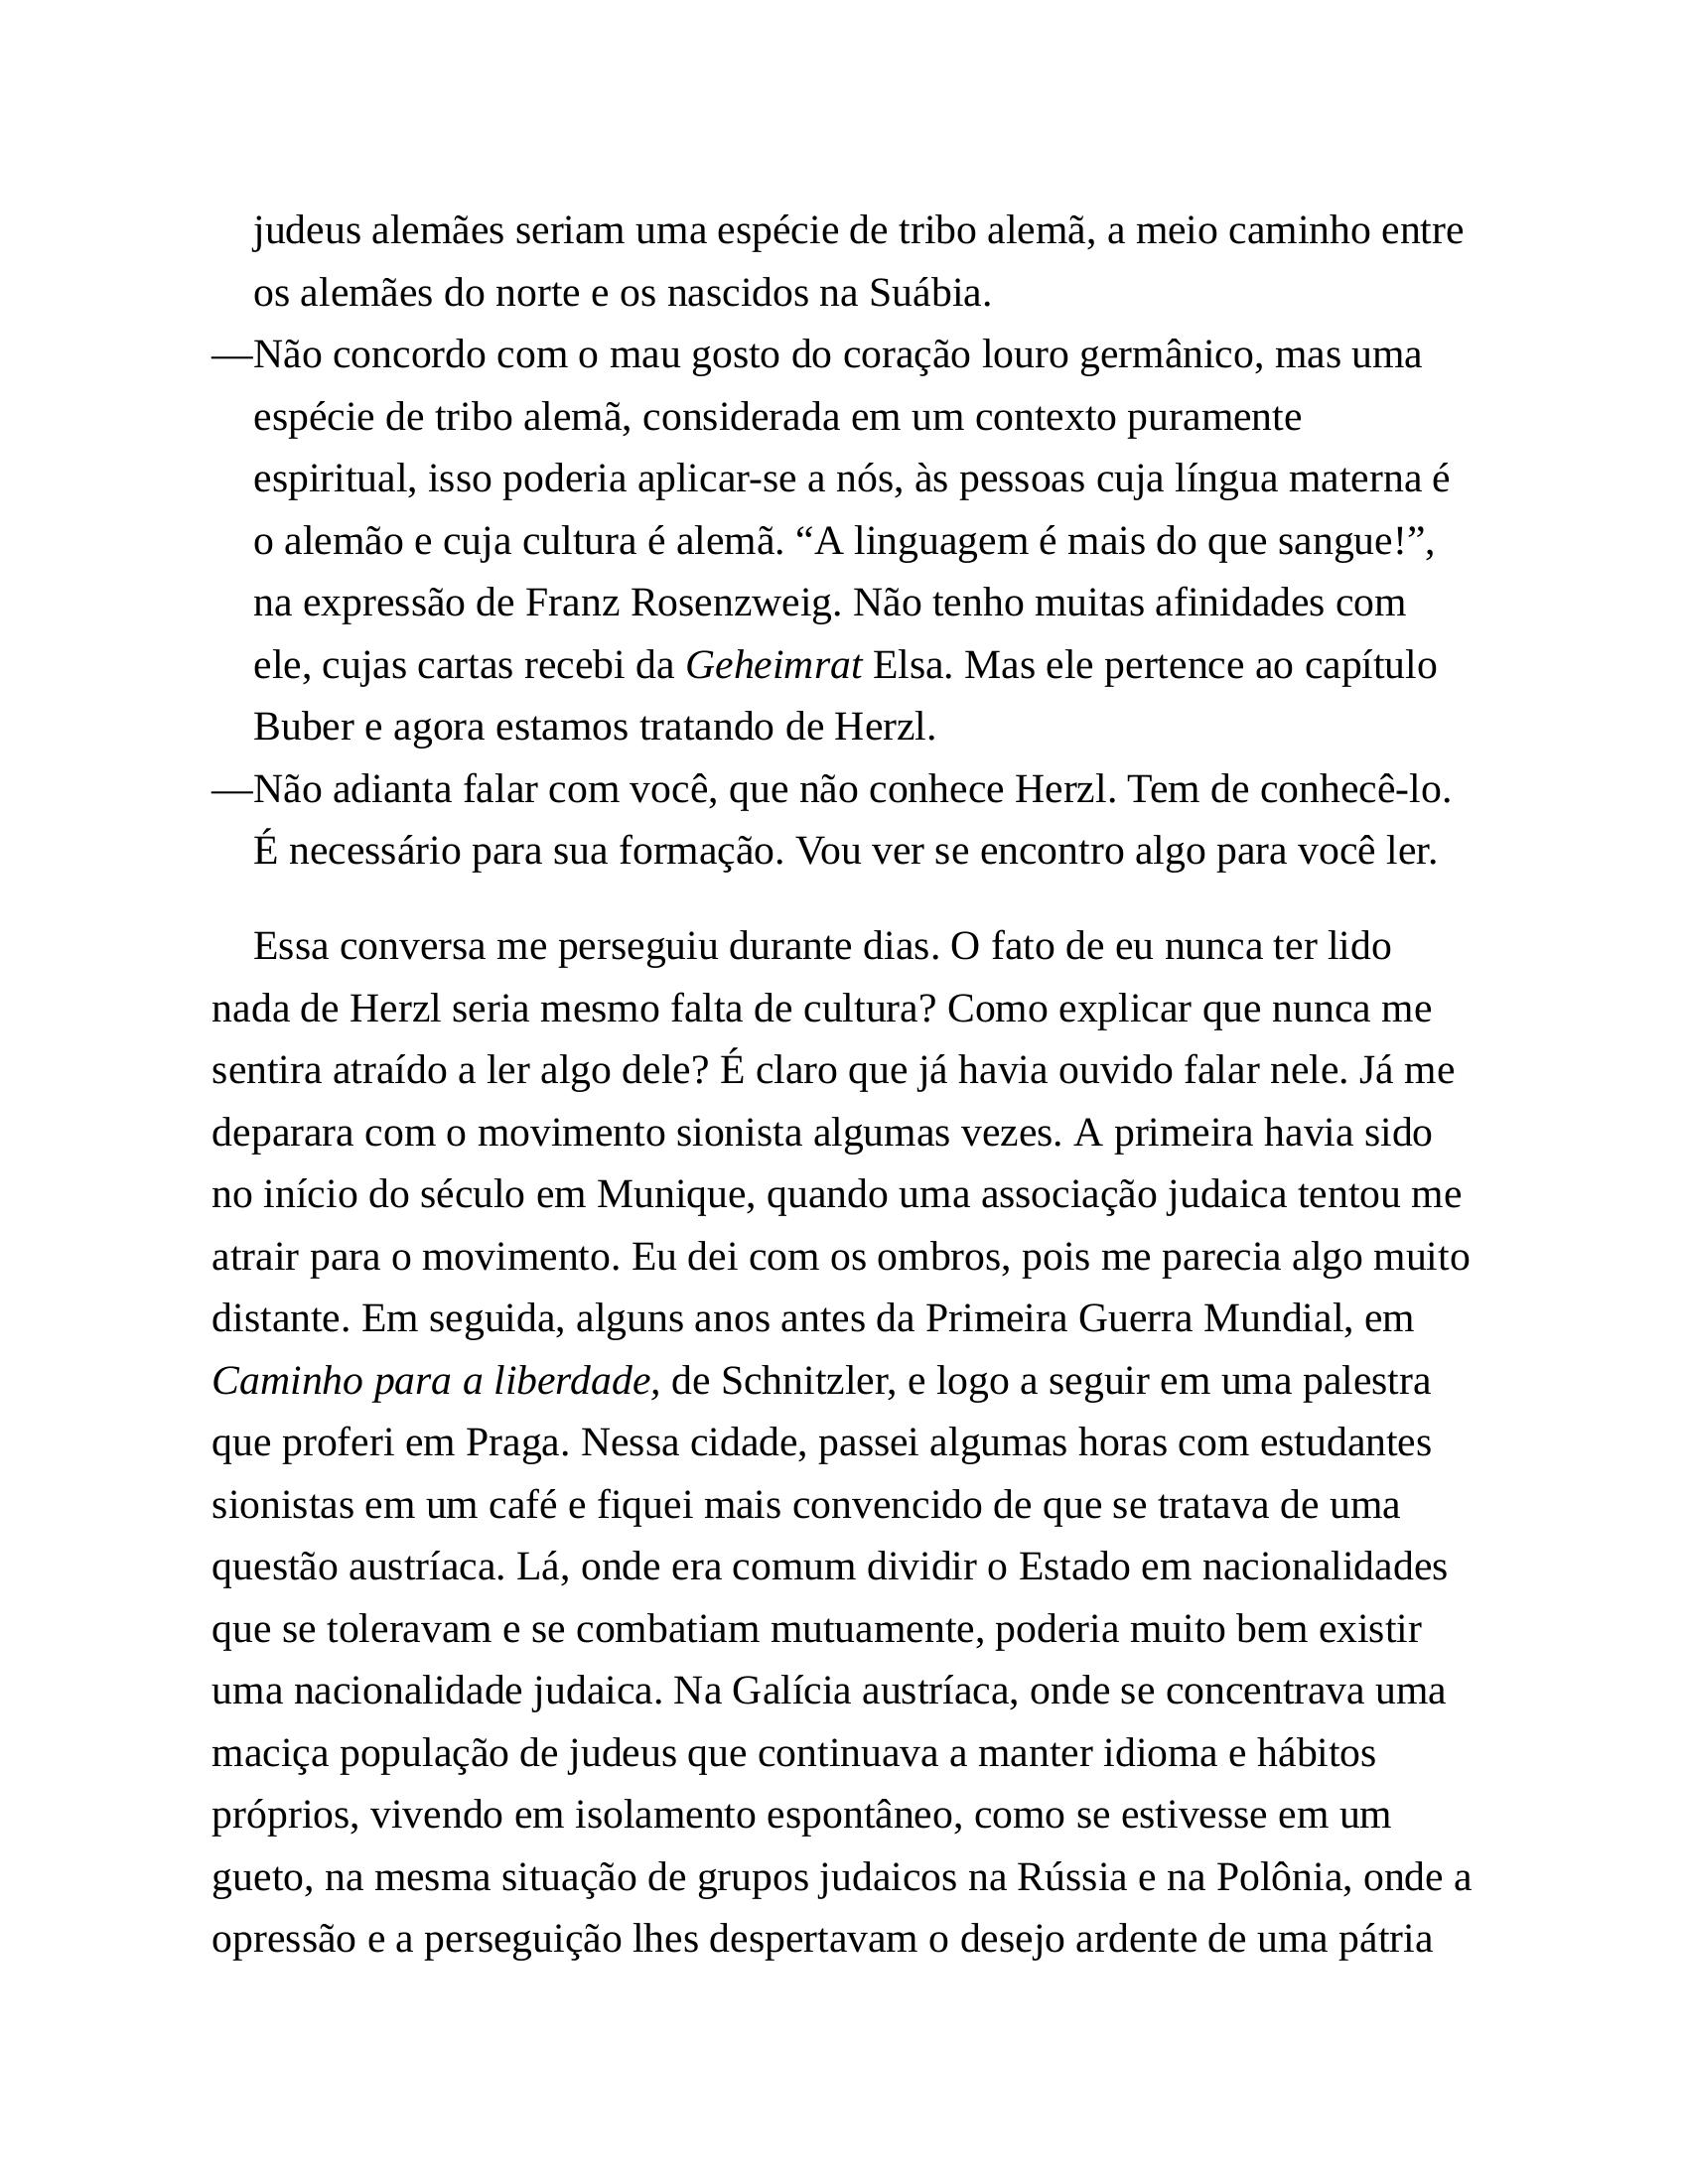 judeus alemães seriam uma espécie de tribo alemã, a meio caminho entre
os alemães do norte e os nascidos na Suábia.
—Não concordo com o mau gosto do coração louro germânico, mas uma
espécie de tribo alemã, considerada em um contexto puramente
espiritual, isso poderia aplicar-se a nós, às pessoas cuja língua materna é
o alemão e cuja cultura é alemã. “A linguagem é mais do que sangue!”,
na expressão de Franz Rosenzweig. Não tenho muitas afinidades com
ele, cujas cartas recebi da Geheimrat Elsa. Mas ele pertence ao capítulo
Buber e agora estamos tratando de Herzl.
—Não adianta falar com você, que não conhece Herzl. Tem de conhecê-lo.
É necessário para sua formação. Vou ver se encontro algo para você ler.
Essa conversa me perseguiu durante dias. O fato de eu nunca ter lido
nada de Herzl seria mesmo falta de cultura? Como explicar que nunca me
sentira atraído a ler algo dele? É claro que já havia ouvido falar nele. Já me
deparara com o movimento sionista algumas vezes. A primeira havia sido
no início do século em Munique, quando uma associação judaica tentou me
atrair para o movimento. Eu dei com os ombros, pois me parecia algo muito
distante. Em seguida, alguns anos antes da Primeira Guerra Mundial, em
Caminho para a liberdade, de Schnitzler, e logo a seguir em uma palestra
que proferi em Praga. Nessa cidade, passei algumas horas com estudantes
sionistas em um café e fiquei mais convencido de que se tratava de uma
questão austríaca. Lá, onde era comum dividir o Estado em nacionalidades
que se toleravam e se combatiam mutuamente, poderia muito bem existir
uma nacionalidade judaica. Na Galícia austríaca, onde se concentrava uma
maciça população de judeus que continuava a manter idioma e hábitos
próprios, vivendo em isolamento espontâneo, como se estivesse em um
gueto, na mesma situação de grupos judaicos na Rússia e na Polônia, onde a
opressão e a perseguição lhes despertavam o desejo ardente de uma pátria